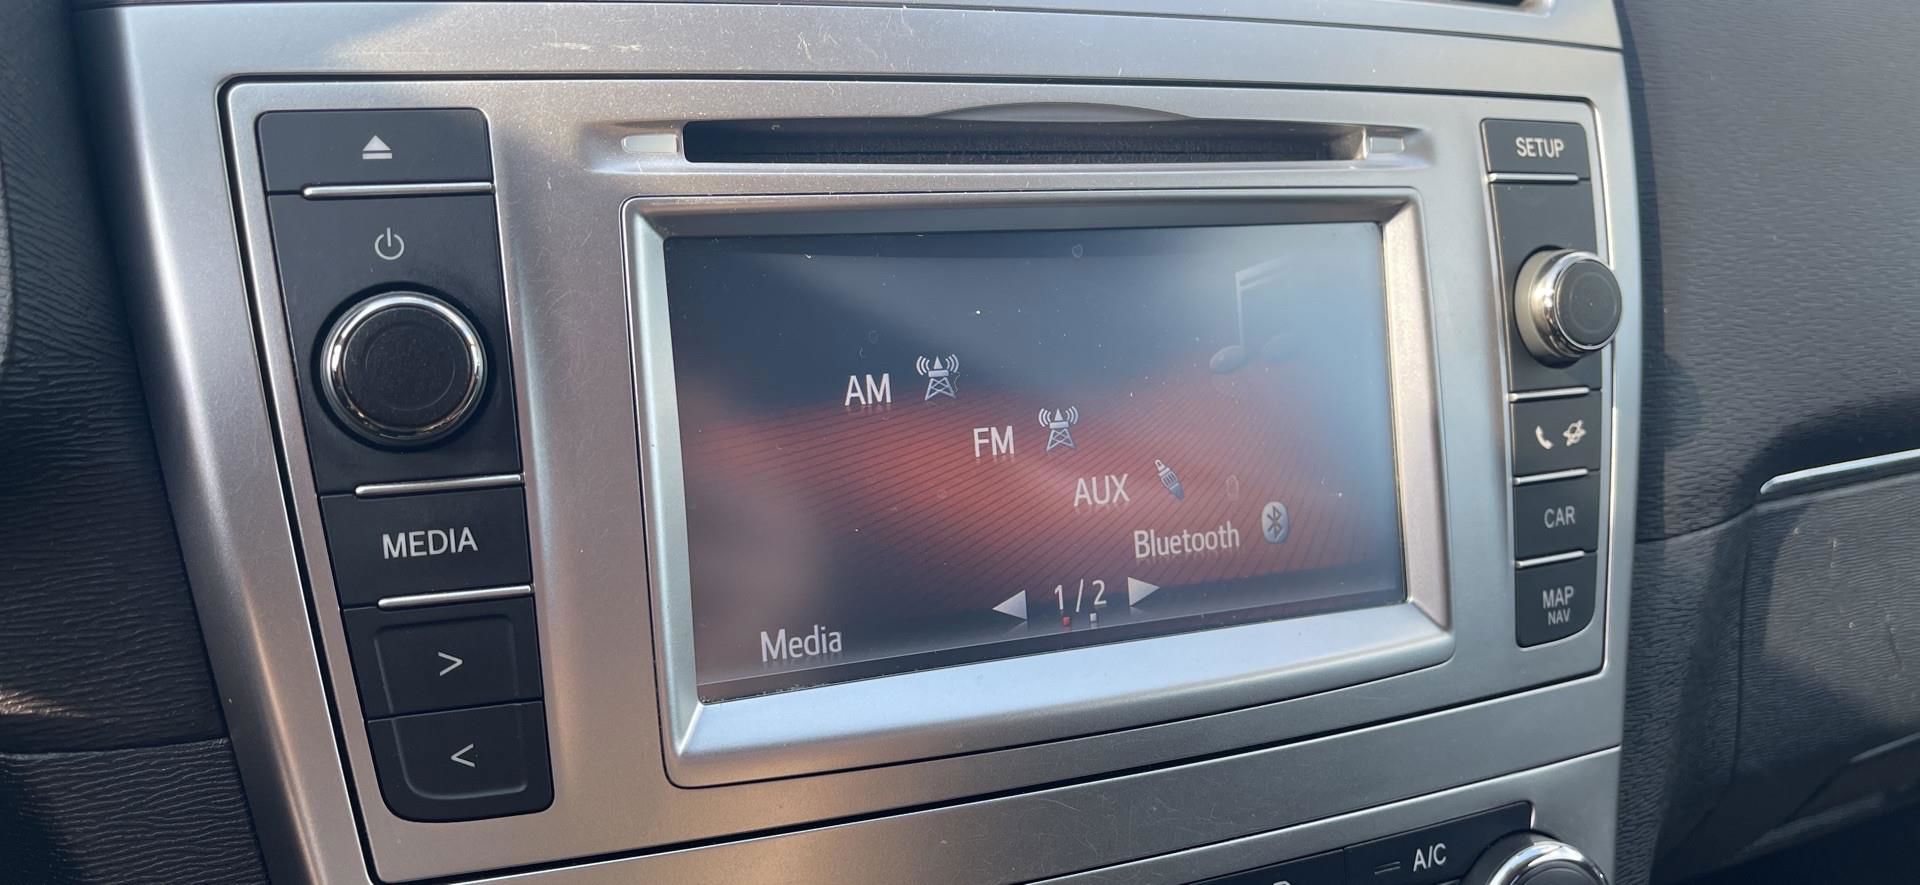 SETUP
AM
FM
AUX
Bluetooth
1/2
Media
MEDIA
>
<
CAR
MAP
NAV
A/C